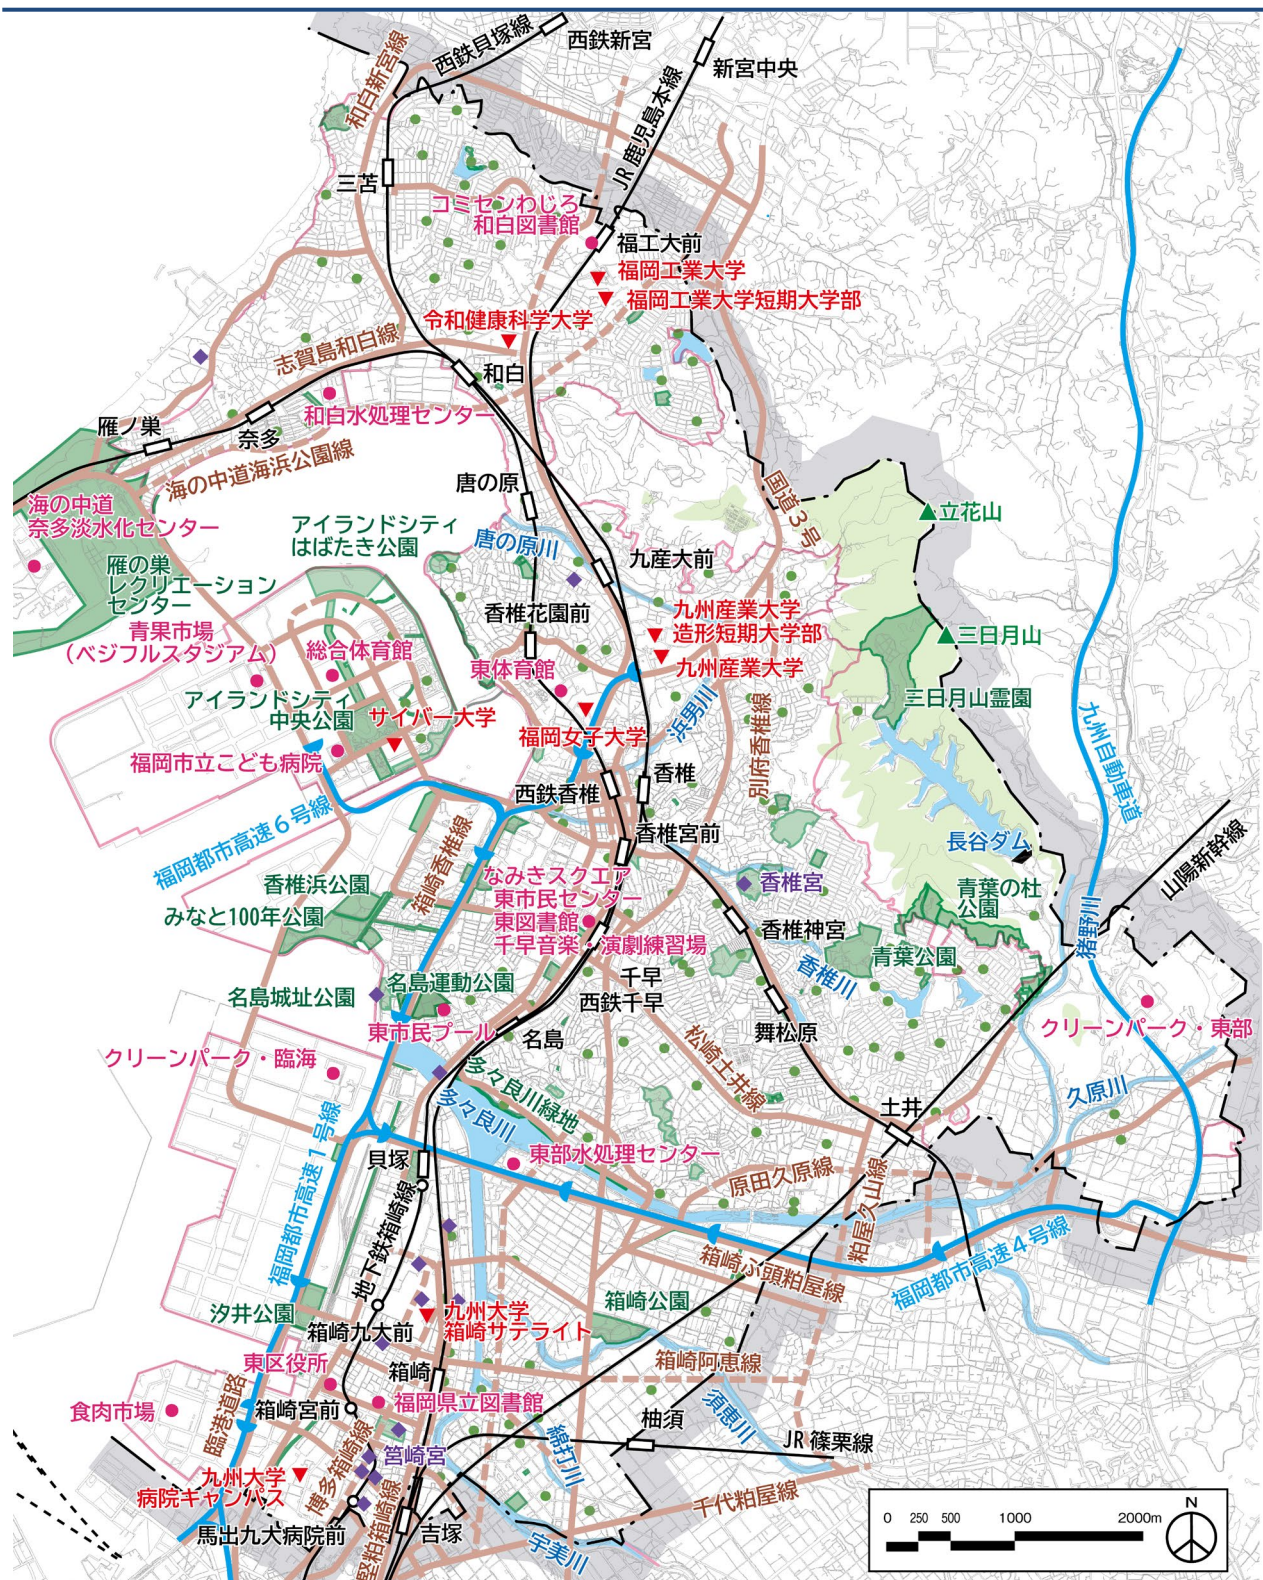 西鉄貝塚線
西鉄新宮
新宮中央
和白新宮線
JR鹿児島本線
三苫
コミセンわじろ
和白図書館
福工大前
福岡工業大学
福岡工業大学短期大学部
令和健康科学大学
志賀島和白線
和白
和白水処理センター
雁ノ巣
奈多
海の中道海浜公園線
唐の原
国道3号
立花山
海の中道
奈多淡水化センター
アイランドシティ
はばたき公園
唐の原川
九産大前
雁の巣
レクリエーション
センター
香椎花園前
九州産業大学
造形短期大学部
九州産業大学
三日月山
青果市場
(ベジフルスタジアム)
総合体育館
東体育館
アイランドシティ
中央公園
サイバー大学
浜男川
三日月山霊園
福岡女子大学
福岡市立こども病院
別府香椎線
九州自動車道
西鉄香椎
香椎
福岡都市高速6号線
香椎宮前
長谷ダム
山陽新幹線
箱崎香椎線
なみきスクエア
東市民センター
東図書館
千早音楽・演劇練習場
香椎浜公園
みなと100年公園
香椎宮
青葉の杜
公園
猪野川
香椎神宮
青葉公園
香椎川
千早
西鉄千早
名島城址公園
名島運動公園
東市民プール
名島
舞松原
クリーンパーク・東部
クリーンパーク・臨海
松崎土井線
多々良川緑地
多々良川
久原川
土井
福岡都市高速1号線
貝塚
東部水処理センター
原田久原線
粕屋久山線
地下鉄箱崎線
箱崎ふ頭粕屋線
福岡都市高速4号線
汐井公園
箱崎九大前
九州大学
箱崎サテライト
箱崎公園
東区役所
箱崎
箱崎阿恵線
食肉市場
臨港道路
箱崎宮前
福岡県立図書館
柚須
須恵川
JR篠栗線
博多箱崎線
筥崎宮
綿打川
九州大学
病院キャンパス
千代粕屋線
馬出九大病院前
堅粕箱崎線
吉塚
宇美川
0 250 500 1000 2000m
N